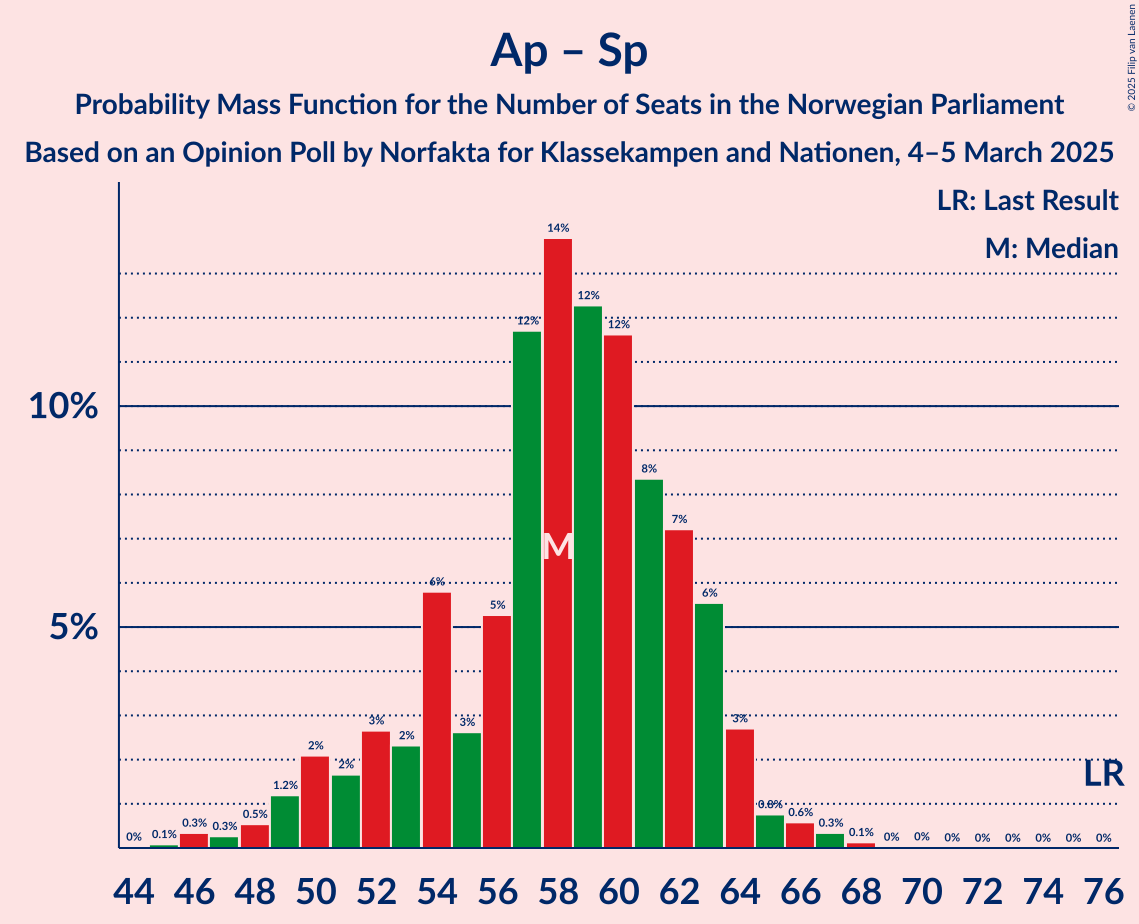 Ap – Sp
Probability Mass Function for the Number of Seats in the Norwegian Parliament
Based on an Opinion Poll by Norfakta for Klassekampen and Nationen, 4–5 March 2025
© 2025 Filip van Laenen
LR: Last Result
M: Median
10%
5%
0% 0.1% 0.3% 0.3% 0.5% 1.2% 2% 2% 3% 2% 6% 3% 5% 12% 14% 12% 12% 8% 7% 6% 3% 0.8% 0.6% 0.3% 0.1% 0% 0% 0% 0% 0% 0% 0% 0%
M
LR
44 46 48 50 52 54 56 58 60 62 64 66 68 70 72 74 76